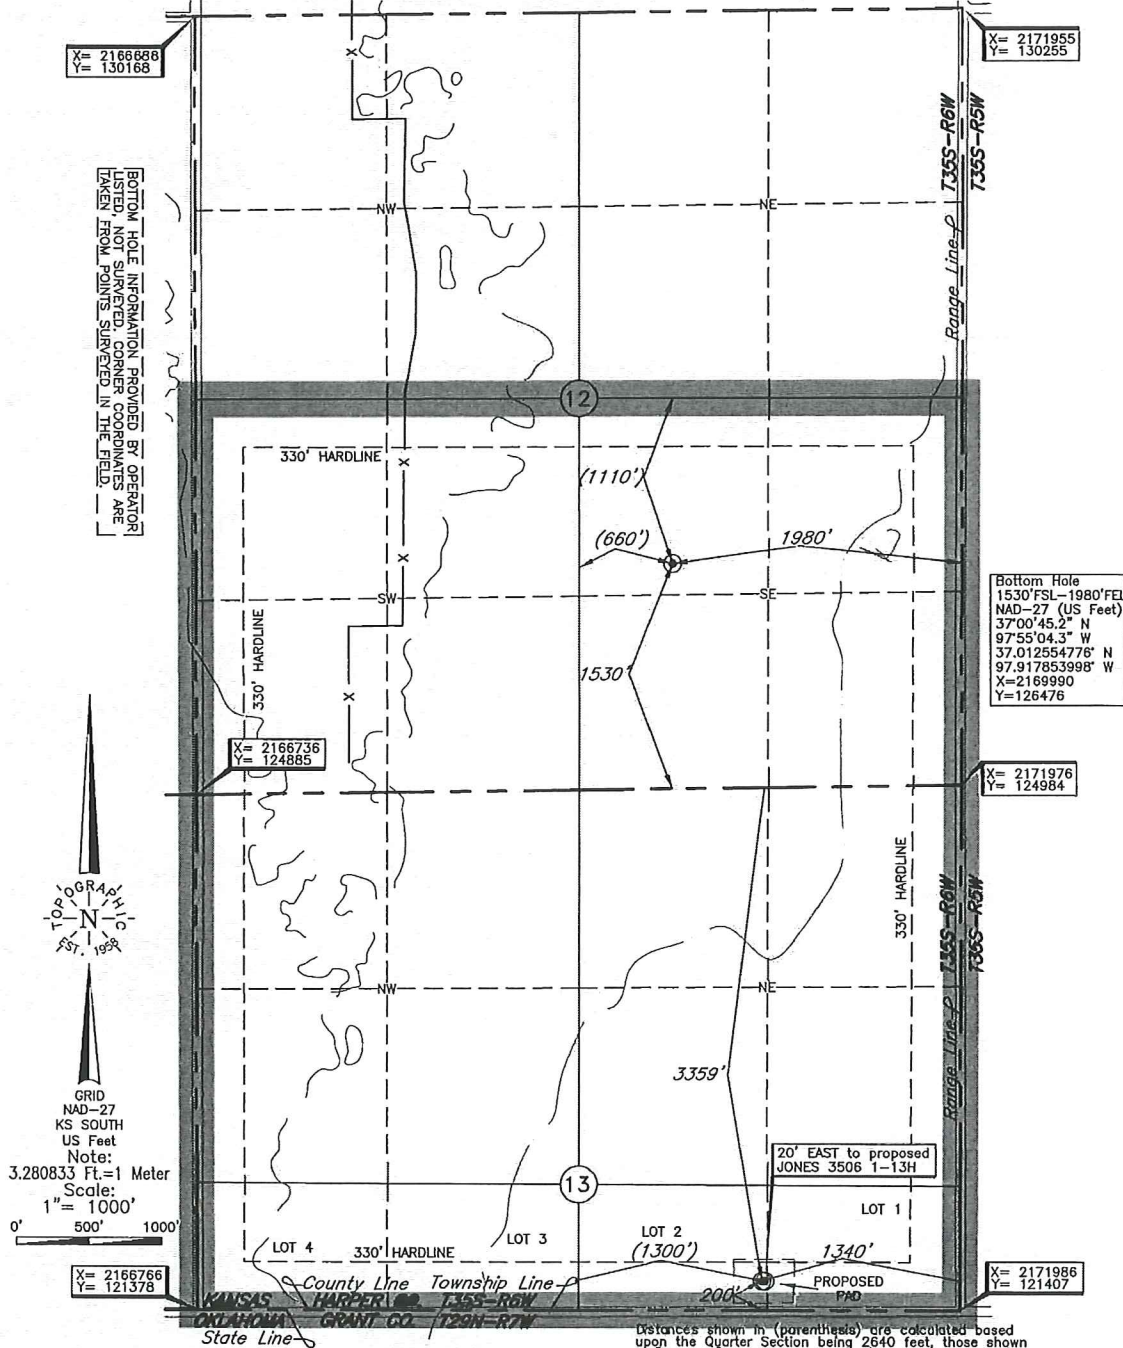 X= 2166688
Y= 130168
X= 2171955
Y= 130255
T35S-R6W
T35S-R5W
Range Line
NW
NE
BOTTOM HOLE INFORMATION PROVIDED BY OPERATOR
LISTED, NOT SURVEYED. CORNER COORDINATES ARE
TAKEN FROM POINTS SURVEYED IN THE FIELD.
X
12
330' HARDLINE
X
(1110')
(660')
1980'
X
SW
SE
330' HARDLINE
1530'
X
Bottom Hole
1530'FSL-1980'FEL
NAD-27 (US Feet)
37°00'45.2" N
97°55'04.3" W
37.012554776° N
97.917853998° W
X=2169990
Y=126476
X= 2166736
Y= 124885
X= 2171976
Y= 124984
TOPOGRAPHIC
N
EST. 1958
330' HARDLINE
T35S-R6W
T35S-R5W
Range Line
NW
NE
3359'
GRID
NAD-27
KS SOUTH
US Feet
Note:
3.280833 Ft.=1 Meter
Scale:
1"= 1000'
0' 500' 1000'
20' EAST to proposed
JONES 3506 1-13H
13
LOT 1
LOT 2
LOT 3
LOT 4
330' HARDLINE
(1300')
1340'
200'
PROPOSED
PAD
X= 2166766
Y= 121378
X= 2171986
Y= 121407
County Line Township Line
KANSAS HARPER CO. T35S-R6W
OKLAHOMA GRANT CO. T29N-R7W
State Line
Distances shown in (parenthesis) are calculated based
upon the Quarter Section being 2640 feet, those shown